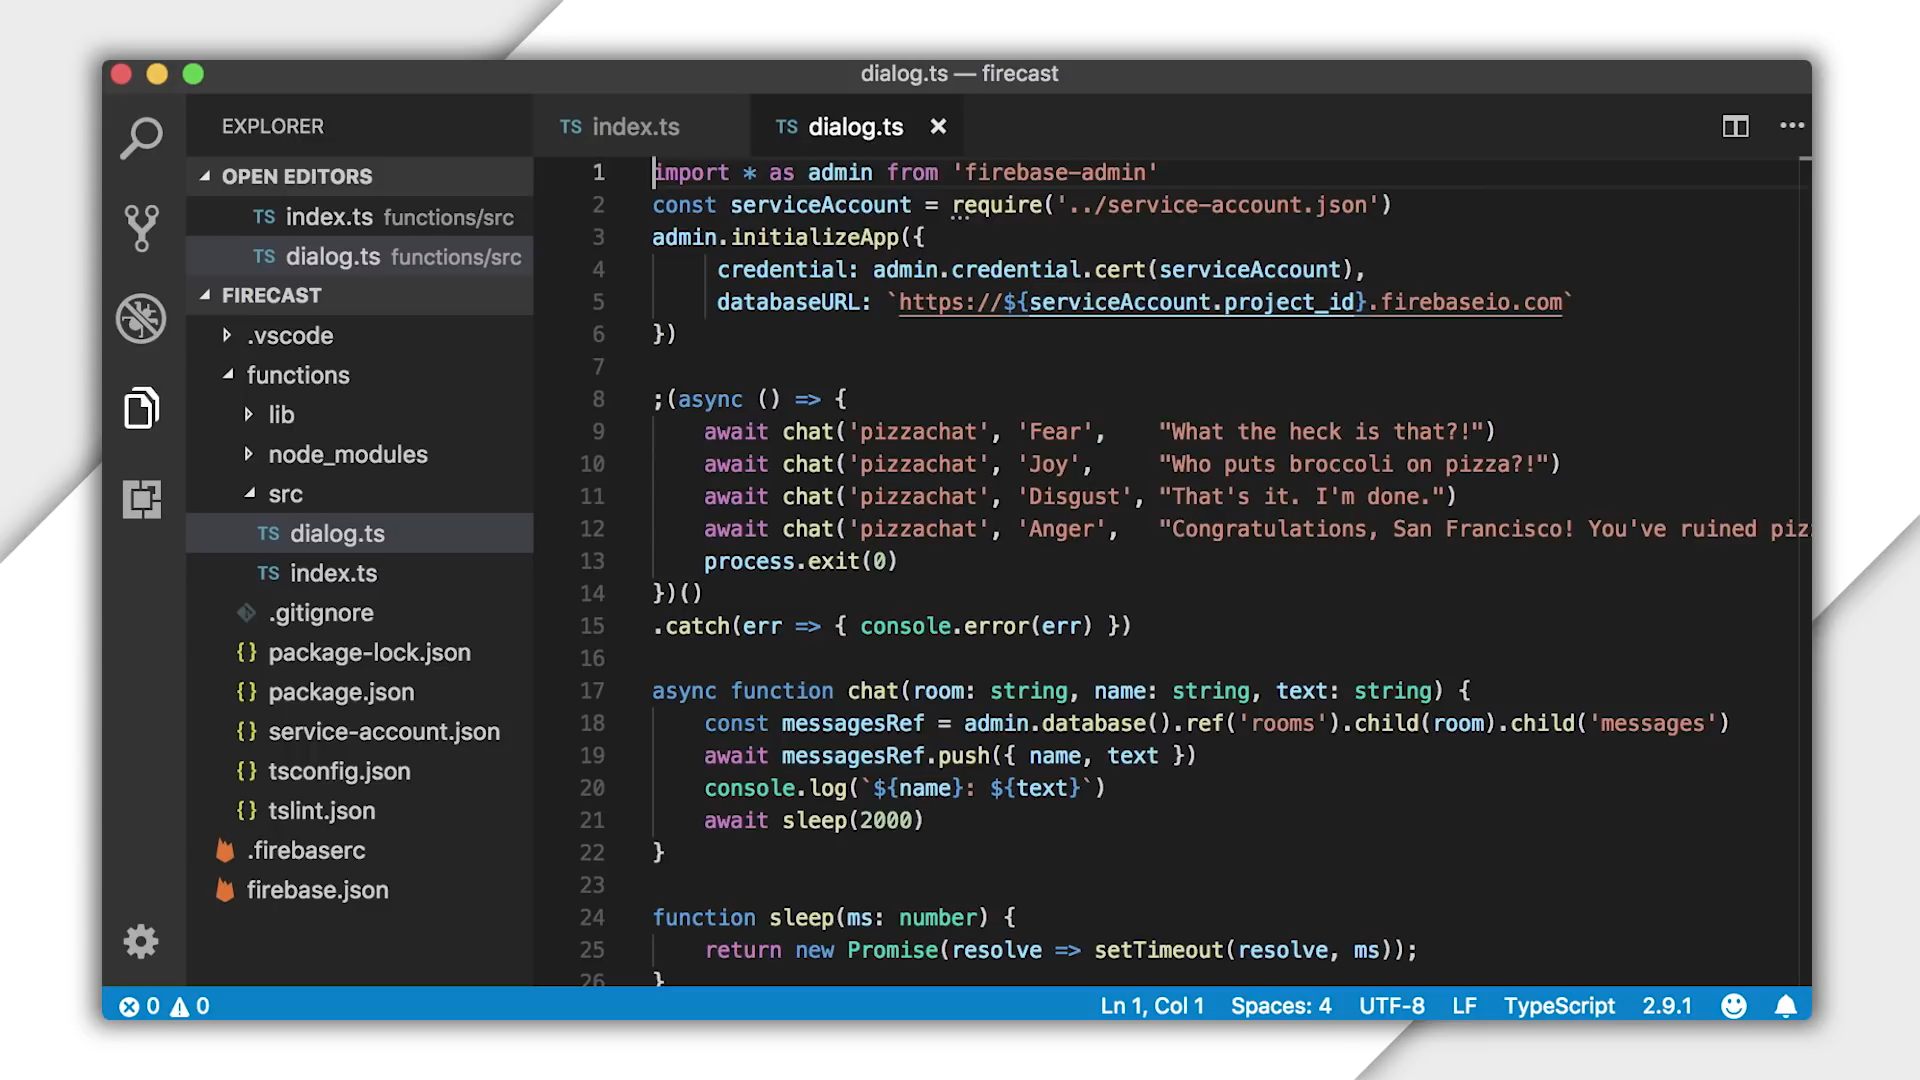 dialog.ts — firecast
EXPLORER
OPEN EDITORS
TS index.ts functions/src
TS dialog.ts functions/src
FIRECAST
.vscode
functions
lib
node_modules
src
TS dialog.ts
TS index.ts
.gitignore
{} package-lock.json
{} package.json
{} service-account.json
{} tsconfig.json
{} tslint.json
.firebaserc
firebase.json
TS index.ts
TS dialog.ts
1 import * as admin from 'firebase-admin'
2 const serviceAccount = require('../service-account.json')
3 admin.initializeApp({
4 credential: admin.credential.cert(serviceAccount),
5 databaseURL: `https://${serviceAccount.project_id}.firebaseio.com`
6 })
7
8 ;(async () => {
9 await chat('pizzachat', 'Fear', "What the heck is that?!")
10 await chat('pizzachat', 'Joy', "Who puts broccoli on pizza?!")
11 await chat('pizzachat', 'Disgust', "That's it. I'm done.")
12 await chat('pizzachat', 'Anger', "Congratulations, San Francisco! You've ruined piz
13 process.exit(0)
14 })()
15 .catch(err => { console.error(err) })
16
17 async function chat(room: string, name: string, text: string) {
18 const messagesRef = admin.database().ref('rooms').child(room).child('messages')
19 await messagesRef.push({ name, text })
20 console.log(`${name}: ${text}`)
21 await sleep(2000)
22 }
23
24 function sleep(ms: number) {
25 return new Promise(resolve => setTimeout(resolve, ms));
26 }
0 0
Ln 1, Col 1 Spaces: 4 UTF-8 LF TypeScript 2.9.1